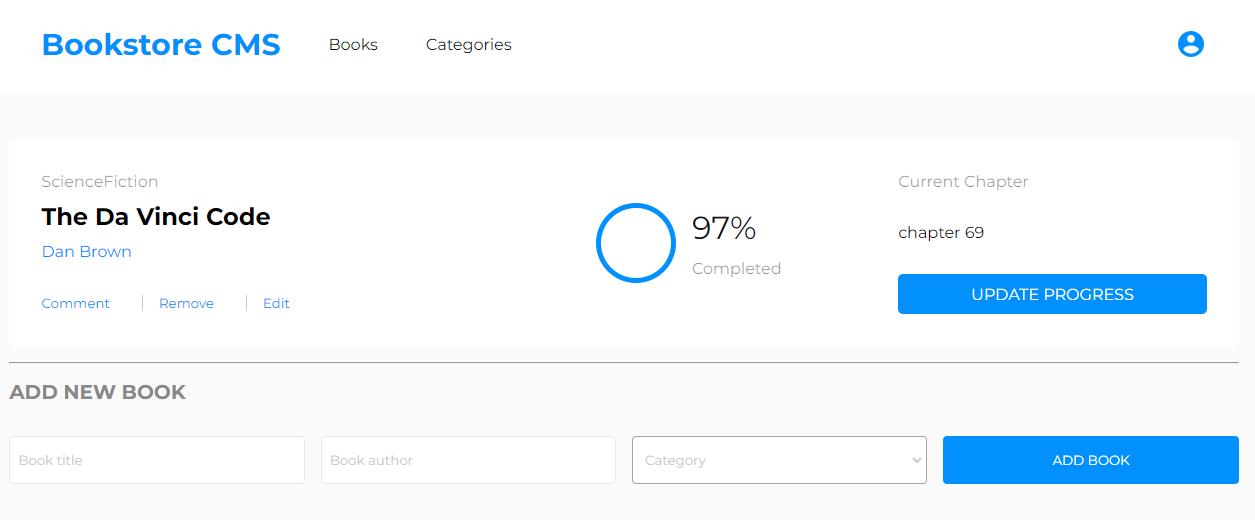 Bookstore CMS
Books
Categories
ScienceFiction
The Da Vinci Code
Dan Brown
Comment
Remove
Edit
97%
Completed
Current Chapter
chapter 69
UPDATE PROGRESS
ADD NEW BOOK
Book title
Book author
Category
ADD BOOK